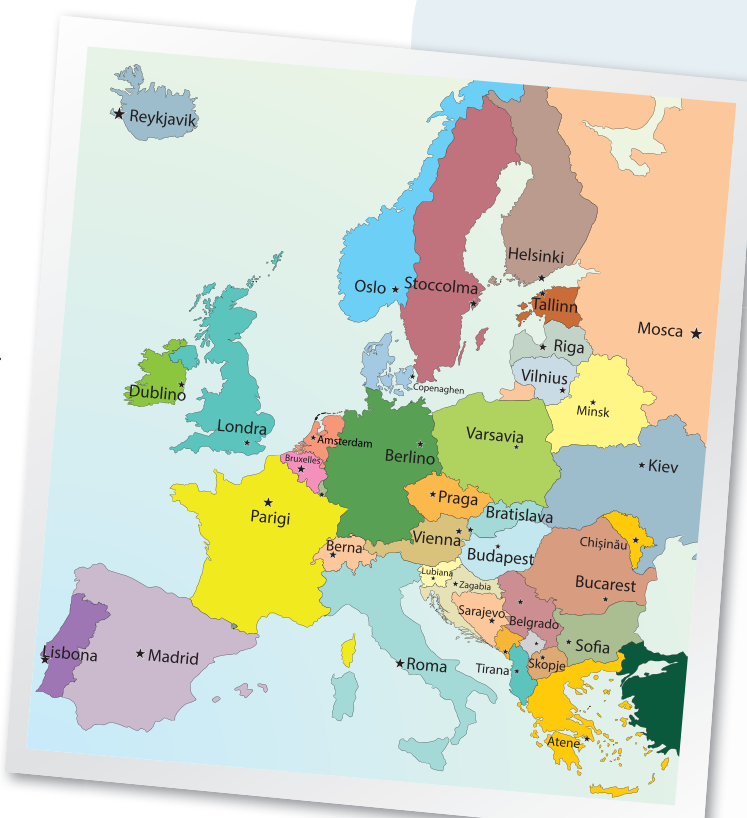 Reykjavik
Helsinki
Oslo
Stoccolma
Tallinn
Mosca
Riga
Vilnius
Copenaghen
Dublino
Minsk
Londra
Amsterdam
Varsavia
Berlino
Bruxelles
Kiev
Praga
Parigi
Bratislava
Vienna
Chișinău
Berna
Budapest
Lubiana
Bucarest
Zagabia
Sarajevo
Belgrado
Lisbona
Madrid
Roma
Sofia
Skopje
Tirana
Atene